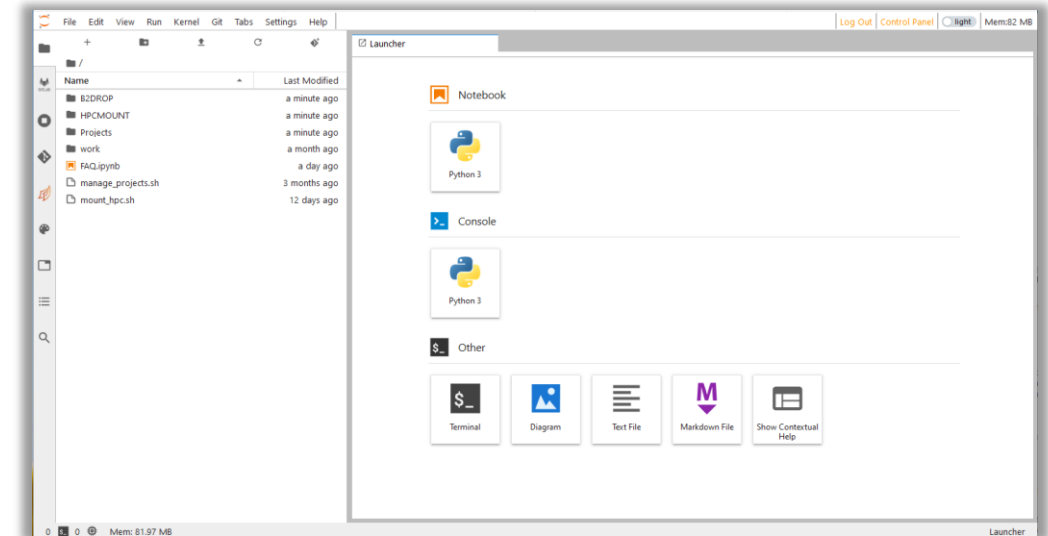 File Edit View Run Kernel Git Tabs Settings Help
Log Out Control Panel light Mem:82 MB
Launcher
/
Name Last Modified
B2DROP a minute ago
HPCMOUNT a minute ago
Projects a minute ago
work a month ago
FAQ.ipynb a day ago
manage_projects.sh 3 months ago
mount_hpc.sh 12 days ago
Notebook
Python 3
Console
Python 3
$_ Other
$_
Terminal Diagram Text File Markdown File Show Contextual
Help
0 0 Mem: 81.97 MB Launcher